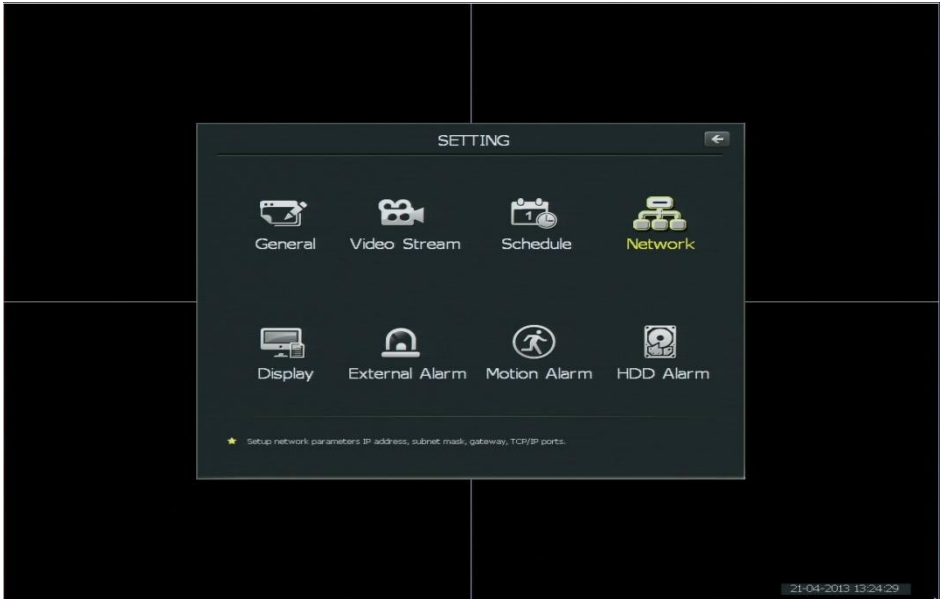 SETTING
General Video Stream Schedule Network
Display External Alarm Motion Alarm HDD Alarm
Setup network parameters IP address, subnet mask, gateway, TCP/IP ports.
21-04-2013 13:24:29